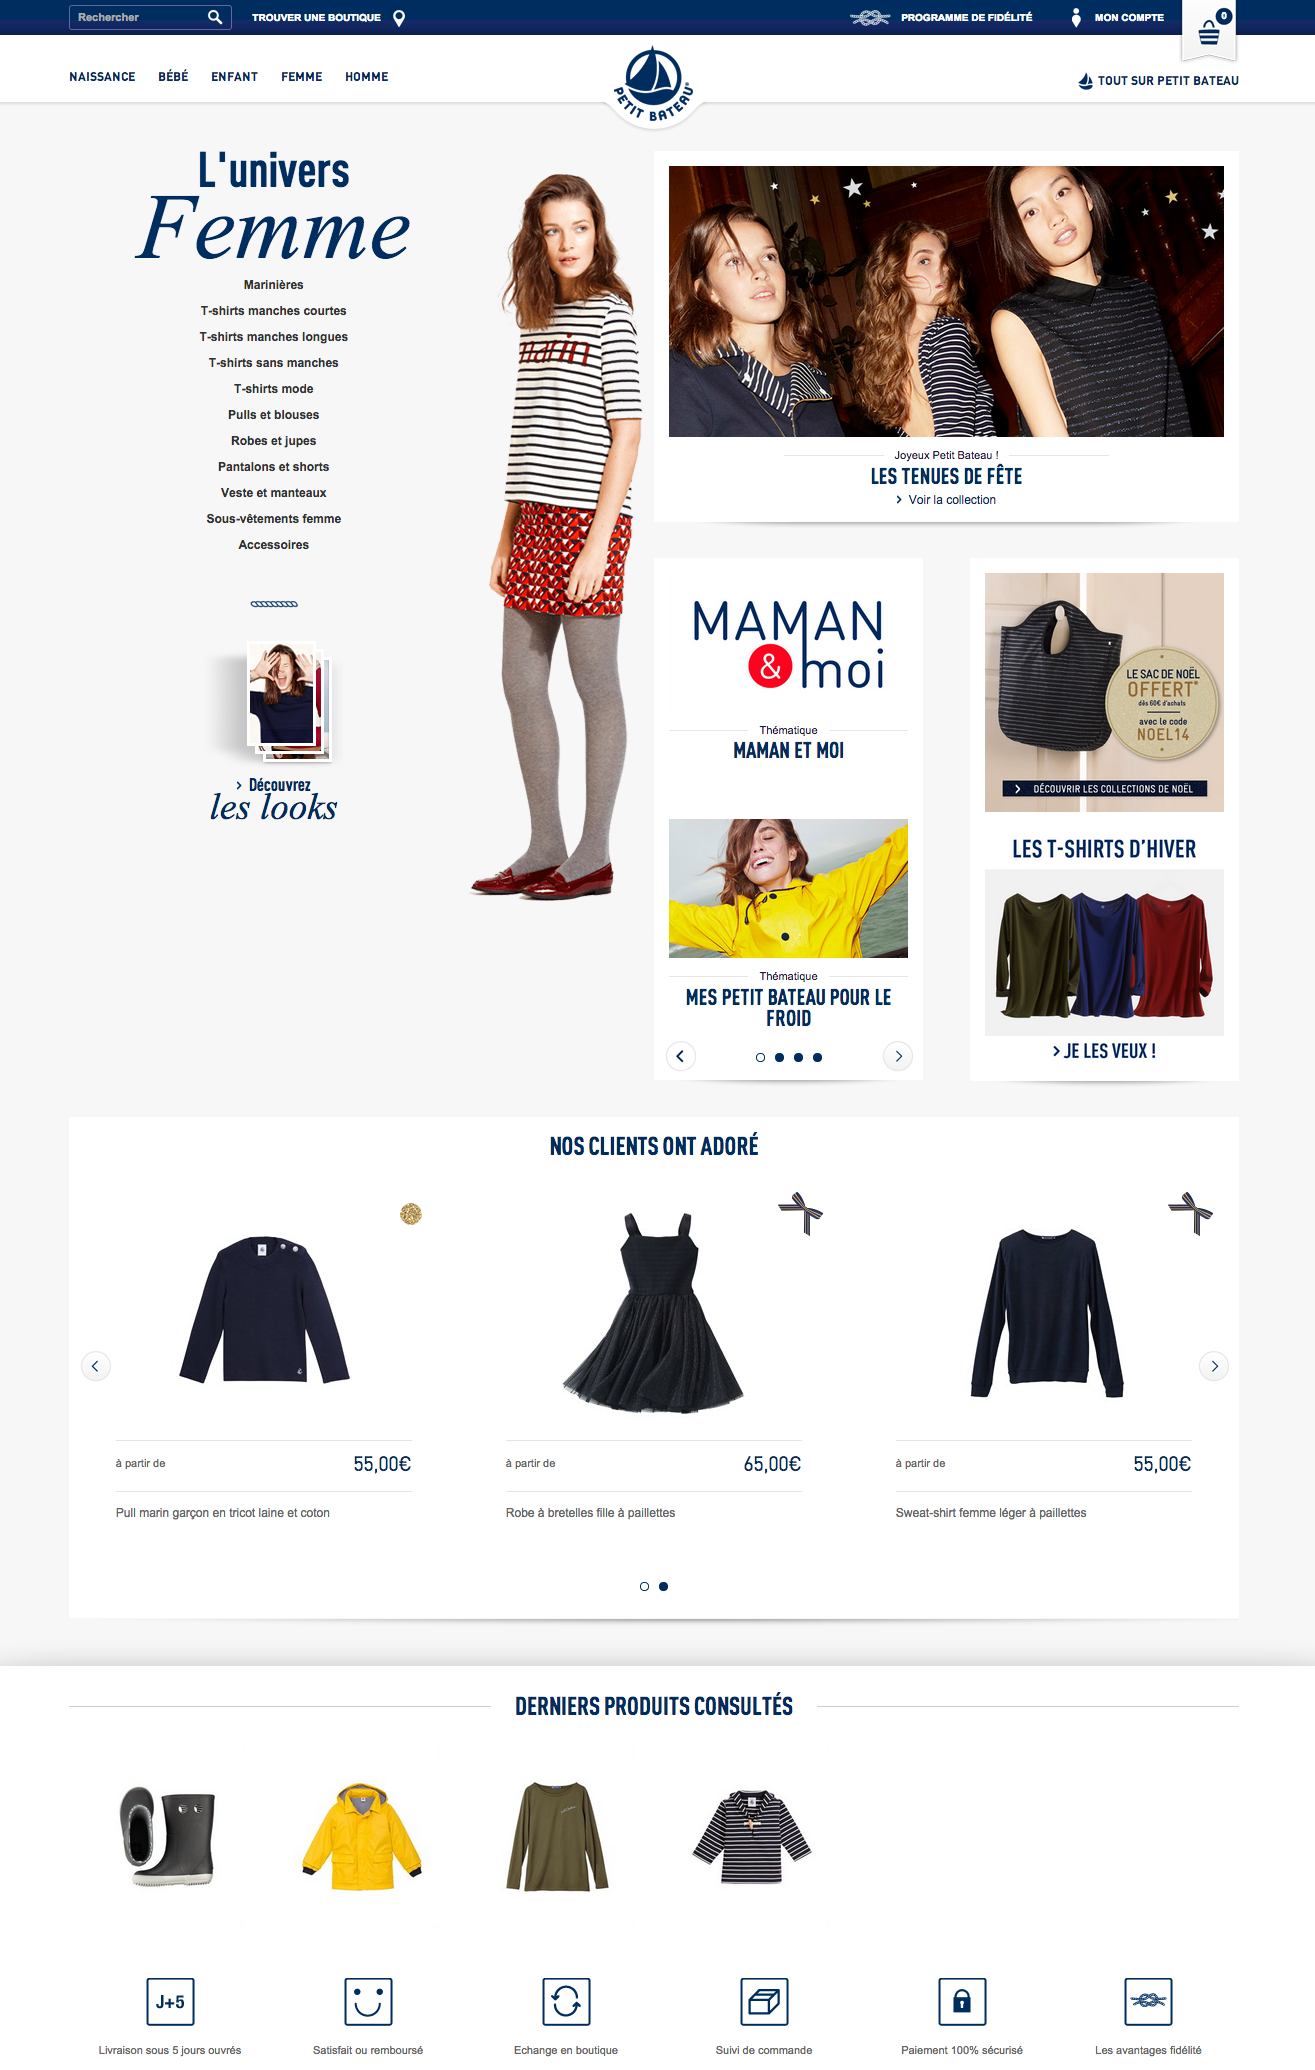 Rechercher
TROUVER UNE BOUTIQUE
PROGRAMME DE FIDÉLITÉ
MON COMPTE
0
NAISSANCE
BÉBÉ
ENFANT
FEMME
HOMME
PETIT BATEAU
TOUT SUR PETIT BATEAU
L'univers
Femme
Marinières
T-shirts manches courtes
T-shirts manches longues
T-shirts sans manches
T-shirts mode
Pulls et blouses
Robes et jupes
Pantalons et shorts
Veste et manteaux
Sous-vêtements femme
Accessoires
> Découvrez
les looks
marin
Joyeux Petit Bateau !
LES TENUES DE FÊTE
> Voir la collection
MAMAN
& moi
Thématique
MAMAN ET MOI
Thématique
MES PETIT BATEAU POUR LE
FROID
LE SAC DE NOËL
OFFERT*
dès 60€ d'achats
avec le code
NOEL14
> DÉCOUVRIR LES COLLECTIONS DE NOËL
LES T-SHIRTS D'HIVER
> JE LES VEUX !
NOS CLIENTS ONT ADORÉ
à partir de
55,00€
Pull marin garçon en tricot laine et coton
à partir de
65,00€
Robe à bretelles fille à paillettes
à partir de
55,00€
Sweat-shirt femme léger à paillettes
DERNIERS PRODUITS CONSULTÉS
J+5
Livraison sous 5 jours ouvrés
Satisfait ou remboursé
Echange en boutique
Suivi de commande
Paiement 100% sécurisé
Les avantages fidélité